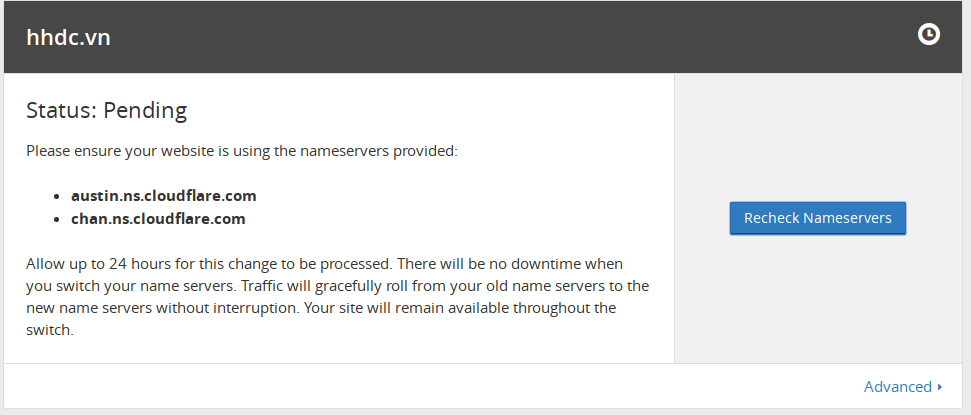 hhdc.vn
Status: Pending
Please ensure your website is using the nameservers provided:
austin.ns.cloudflare.com
chan.ns.cloudflare.com
Recheck Nameservers
Allow up to 24 hours for this change to be processed. There will be no downtime when
you switch your name servers. Traffic will gracefully roll from your old name servers to the
new name servers without interruption. Your site will remain available throughout the
switch.
Advanced